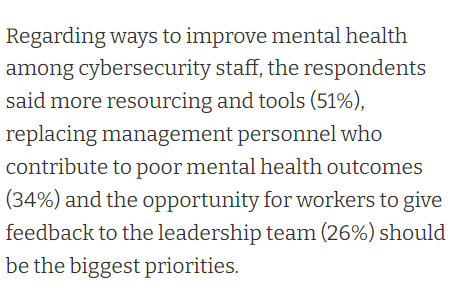 Regarding ways to improve mental health
among cybersecurity staff, the respondents
said more resourcing and tools (51%),
replacing management personnel who
contribute to poor mental health outcomes
(34%) and the opportunity for workers to give
feedback to the leadership team (26%) should
be the biggest priorities.